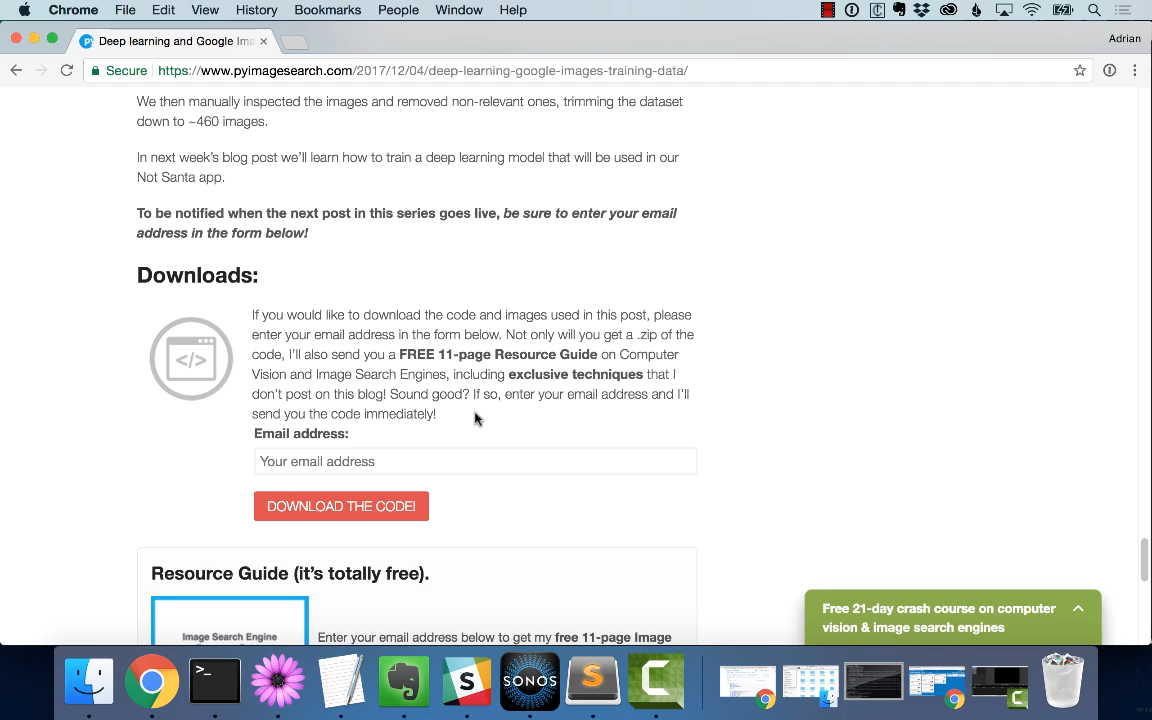 Chrome File Edit View History Bookmarks People Window Help
Deep learning and Google Ima
Adrian
Secure https://www.pyimagesearch.com/2017/12/04/deep-learning-google-images-training-data/
We then manually inspected the images and removed non-relevant ones, trimming the dataset
down to ~460 images.
In next week's blog post we'll learn how to train a deep learning model that will be used in our
Not Santa app.
To be notified when the next post in this series goes live, be sure to enter your email
address in the form below!
Downloads:
If you would like to download the code and images used in this post, please
enter your email address in the form below. Not only will you get a .zip of the
code, I'll also send you a FREE 11-page Resource Guide on Computer
Vision and Image Search Engines, including exclusive techniques that I
don't post on this blog! Sound good? If so, enter your email address and I'll
send you the code immediately!
Email address:
Your email address
DOWNLOAD THE CODE!
Resource Guide (it's totally free).
Image Search Engine
Enter your email address below to get my free 11-page Image
Free 21-day crash course on computer
vision & image search engines
SONOS